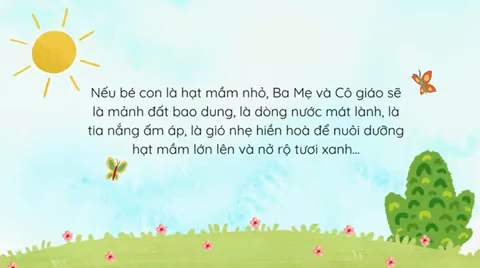 Nếu bé con là hạt mầm nhỏ, Ba Mẹ và Cô giáo sẽ
là mảnh đất bao dung, là dòng nước mát lành, là
tia nắng ấm áp, là gió nhẹ hiền hoà để nuôi dưỡng
hạt mầm lớn lên và nở rộ tươi xanh...